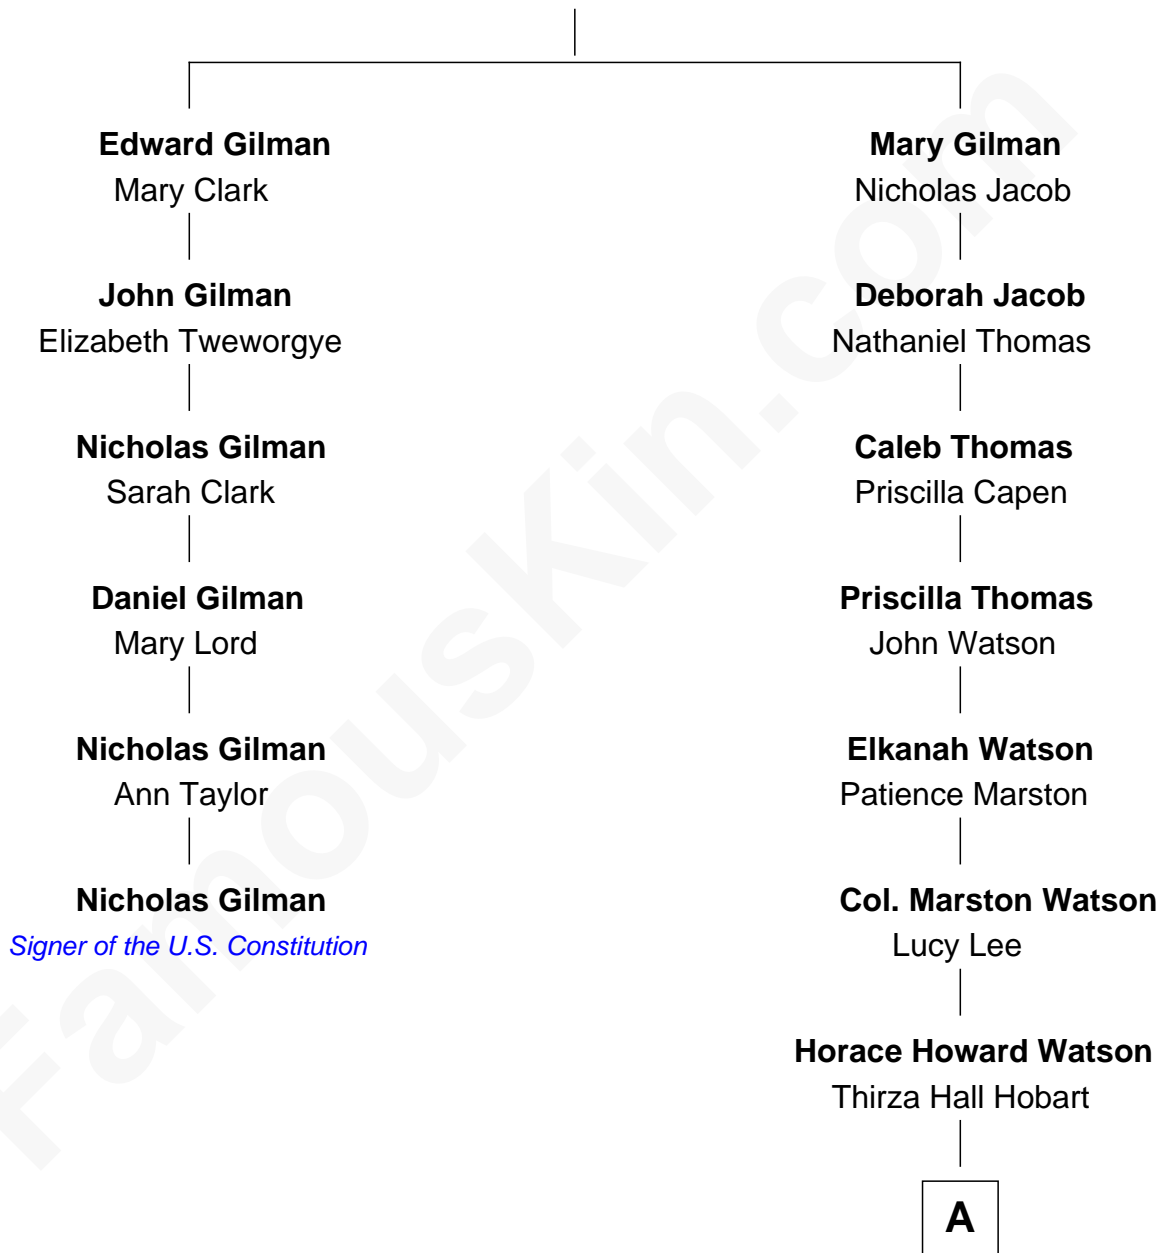 Edward Gilman
Mary Clark
John Gilman
Elizabeth Tweworgye
Nicholas Gilman
Sarah Clark
Daniel Gilman
Mary Lord
Nicholas Gilman
Ann Taylor
Nicholas Gilman
Signer of the U.S. Constitution
Mary Gilman
Nicholas Jacob
Deborah Jacob
Nathaniel Thomas
Caleb Thomas
Priscilla Capen
Priscilla Thomas
John Watson
Elkanah Watson
Patience Marston
Col. Marston Watson
Lucy Lee
Horace Howard Watson
Thirza Hall Hobart
A
FamousKin.com